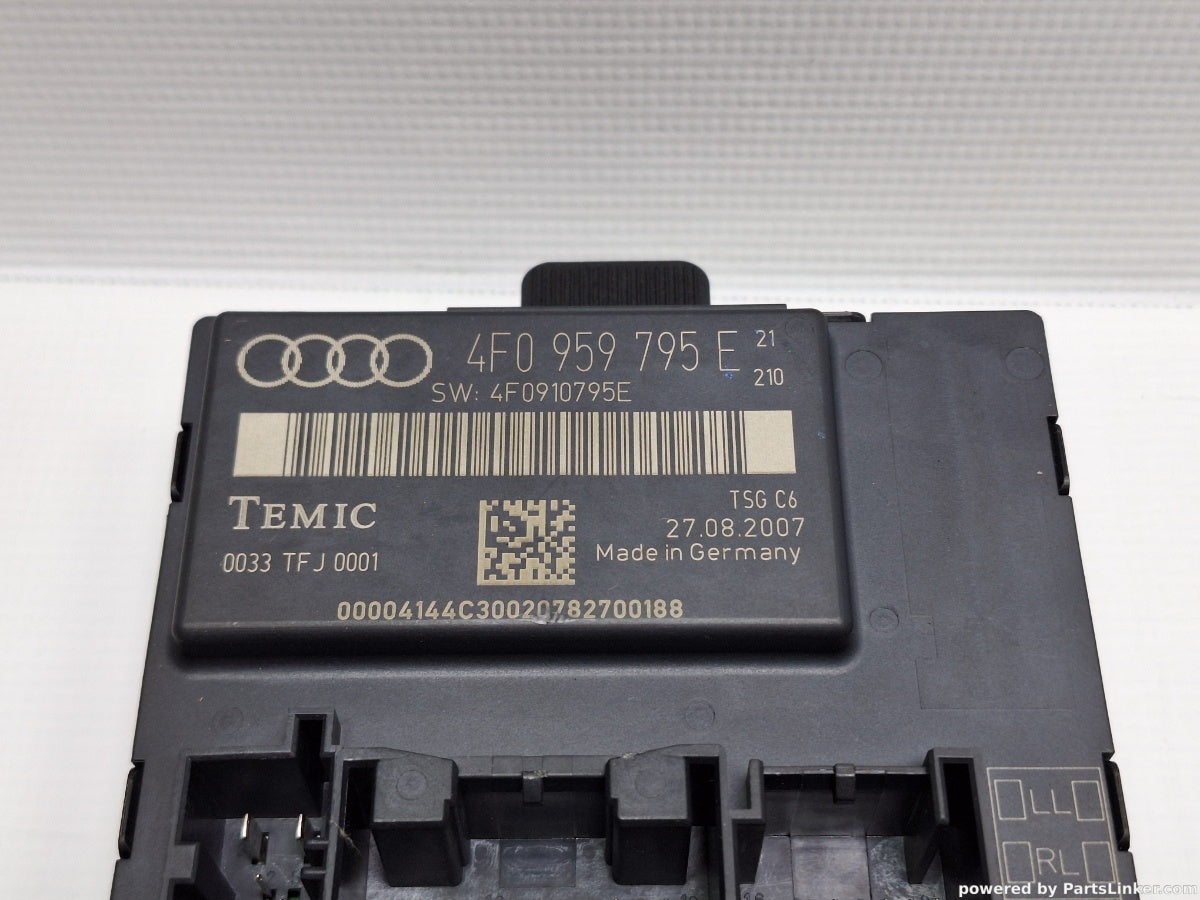 4F0 959 795 E 21
210
SW: 4F0910795E
TEMIC
TSG C6
27.08.2007
Made in Germany
0033 TFJ 0001
00004144C30020782700188
LL
RL
powered by PartsLinker.com